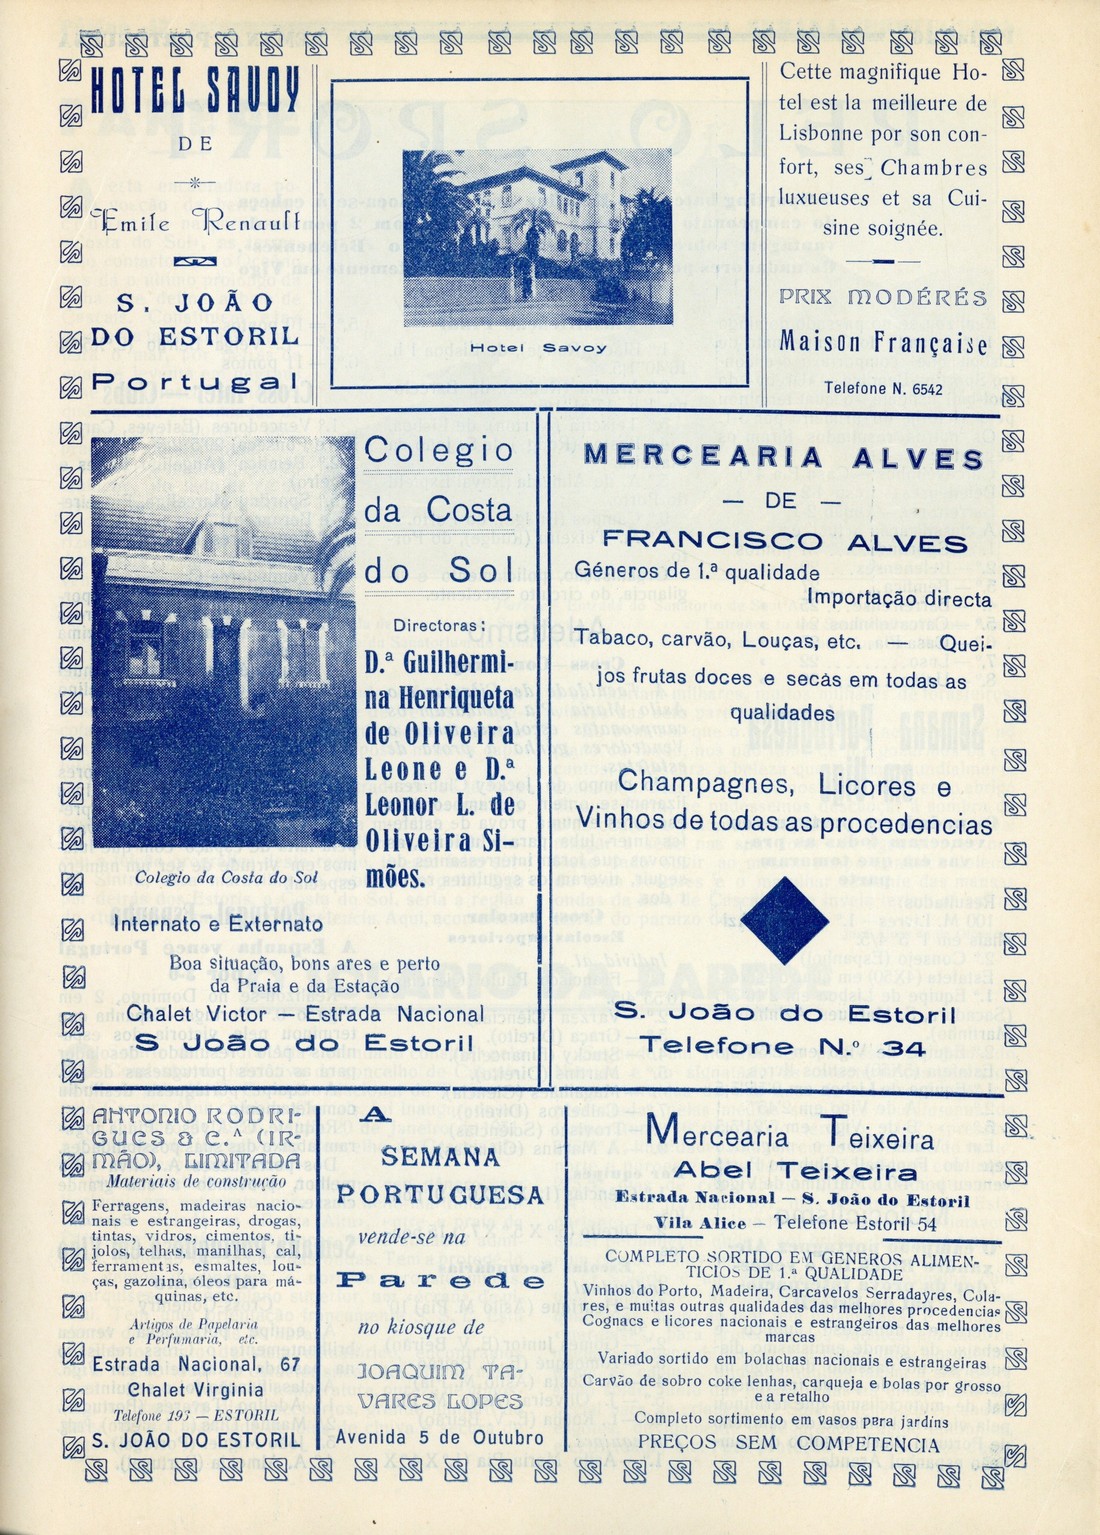 HOTEL SAVOY
DE
Emile Renault
S. JOÃO
DO ESTORIL
Portugal
Hotel Savoy
Cette magnifique Ho-
tel est la meilleure de
Lisbonne por son con-
fort, ses Chambres
luxueuses et sa Cui-
sine soignée.
PRIX MODÉRÉS
Maison Française
Telefone N. 6542
Colegio
da Costa
do Sol
Directoras:
D.ª Guilhermi-
na Henriqueta
de Oliveira
Leone e D.ª
Leonor L. de
Oliveira Si-
mões.
Colegio da Costa do Sol
Internato e Externato
Boa situação, bons ares e perto
da Praia e da Estação
Chalet Victor — Estrada Nacional
S João do Estoril
MERCEARIA ALVES
— DE —
FRANCISCO ALVES
Géneros de 1.ª qualidade
Importação directa
Tabaco, carvão, Louças, etc. — Quei-
jos frutas doces e secas em todas as
qualidades
Champagnes, Licores e
Vinhos de todas as procedencias
S. João do Estoril
Telefone N.º 34
ANTONIO RODRI-
GUES & C.ª (IR-
MÃO), LIMITADA
Materiais de construção
Ferragens, madeiras nacio-
nais e estrangeiras, drogas,
tintas, vidros, cimentos, ti-
jolos, telhas, manilhas, cal,
ferramentas, esmaltes, lou-
ças, gazolina, óleos para má-
quinas, etc.
Artigos de Papelaria
e Perfumaria, etc.
Estrada Nacional, 67
Chalet Virginia
Telefone 193 — ESTORIL
S. JOÃO DO ESTORIL
A
SEMANA
PORTUGUESA
vende-se na
Parede
no kiosque de
JOAQUIM TA-
VARES LOPES
Avenida 5 de Outubro
Mercearia Teixeira
Abel Teixeira
Estrada Nacional — S. João do Estoril
Vila Alice — Telefone Estoril 54
COMPLETO SORTIDO EM GENEROS ALIMEN-
TICIOS DE 1.ª QUALIDADE
Vinhos do Porto, Madeira, Carcavelos Serradayres, Cola-
res, e muitas outras qualidades das melhores procedencias
Cognacs e licores nacionais e estrangeiros das melhores
marcas
Variado sortido em bolachas nacionais e estrangeiras
Carvão de sobro coke lenhas, carqueja e bolas por grosso
e a retalho
Completo sortimento em vasos para jardins
PREÇOS SEM COMPETENCIA